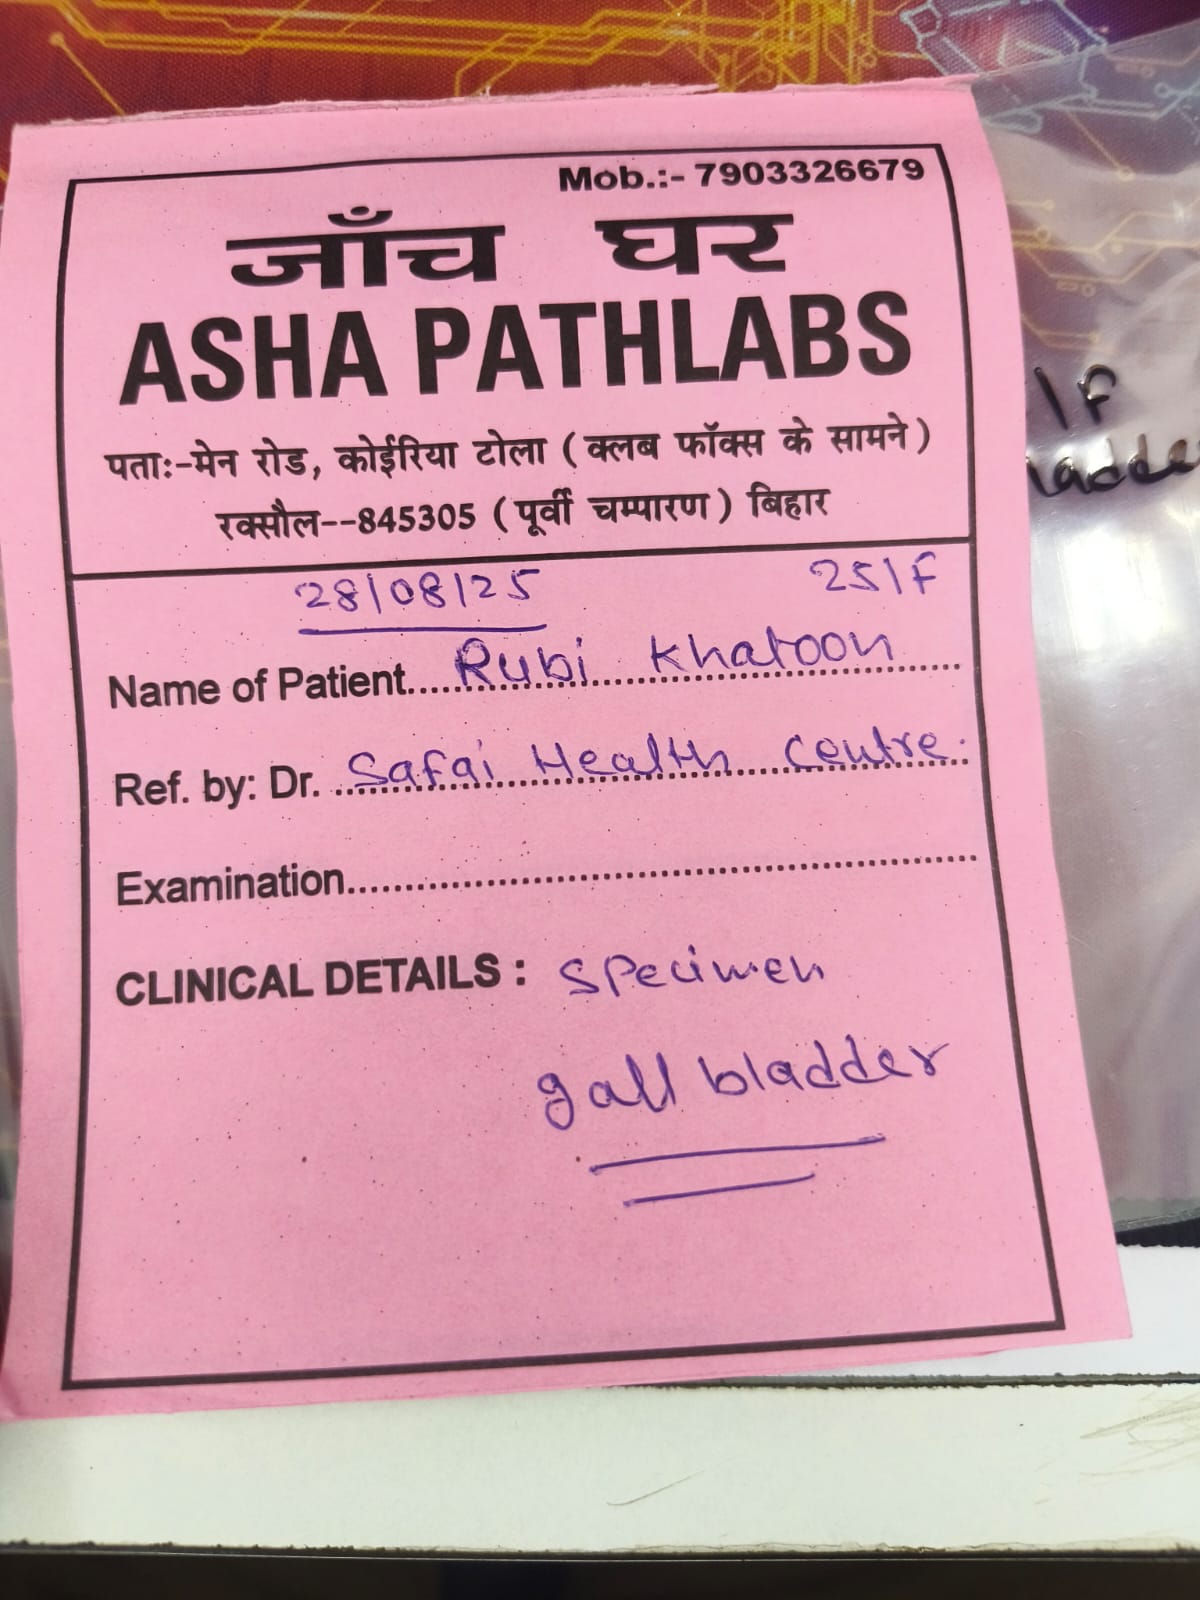 Mob.:- 7903326679
जाँच घर
ASHA PATHLABS
पताः-मेन रोड, कोईरिया टोला ( क्लब फॉक्स के सामने )
रक्सौल--845305 ( पूर्वी चम्पारण ) बिहार
28/08/25 25/F
Name of Patient Rubi Khatoon
Ref. by: Dr. Safai Health Centre.
Examination
CLINICAL DETAILS : Specimen
gall bladder
/F
ladde